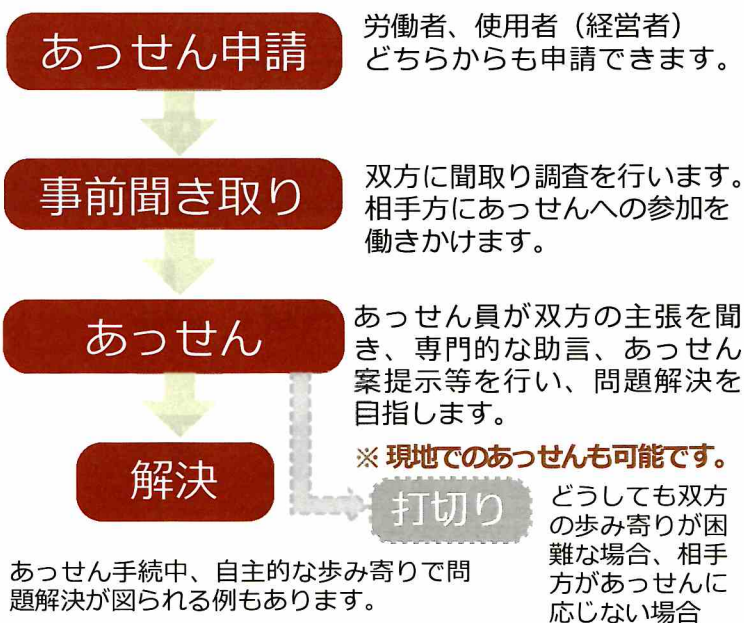 あっせん申請
労働者、使用者（経営者）
どちらからも申請できます。
事前聞き取り
双方に聞取り調査を行います。
相手方にあっせんへの参加を
働きかけます。
あっせん
あっせん員が双方の主張を聞
き、専門的な助言、あっせん
案提示等を行い、問題解決を
目指します。
※ 現地でのあっせんも可能です。
解決
打切り
どうしても双方
の歩み寄りが困
難な場合、相手
方があっせんに
応じない場合
あっせん手続中、自主的な歩み寄りで問
題解決が図られる例もあります。